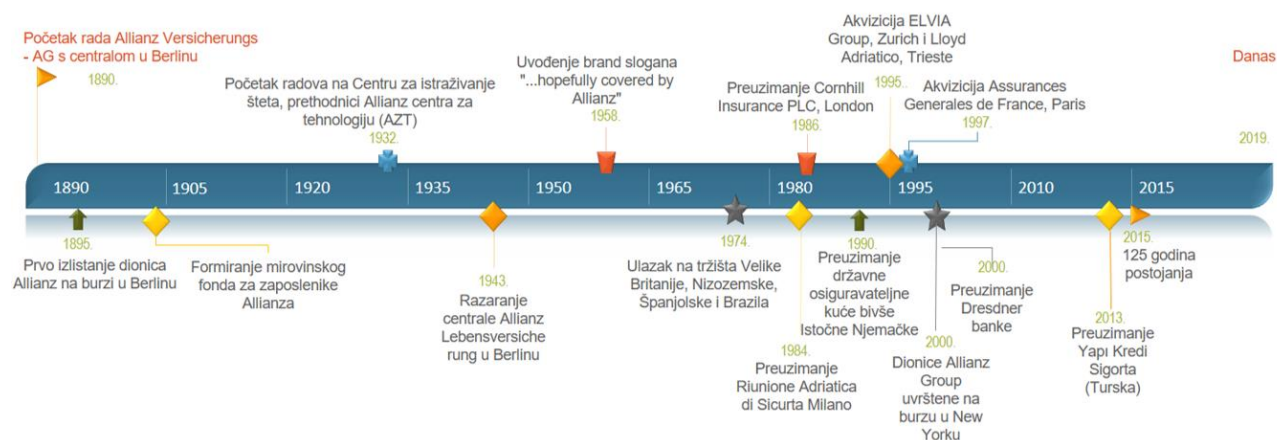 Početak rada Allianz Versicherungs
- AG s centralom u Berlinu
1890.
Početak radova na Centru za istraživanje
šteta, prethodnici Allianz centra za
tehnologiju (AZT)
1932.
Uvođenje brand slogana
"...hopefully covered by
Allianz"
1958.
Preuzimanje Cornhill
Insurance PLC, London
1986.
Akvizicija ELVIA
Group, Zurich i Lloyd
Adriatico, Trieste
1995..
Akvizicija Assurances
Generales de France, Paris
1997.
Danas
2019.
1890
1905
1920
1935
1950
1965
1980
1995
2010
2015
1895.
Prvo izlistanje dionica
Allianz na burzi u Berlinu
Formiranje mirovinskog
fonda za zaposlenike
Allianza
1943.
Razaranje
centrale Allianz
Lebensversiche
rung u Berlinu
1974.
Ulazak na tržišta Velike
Britanije, Nizozemske,
Španjolske i Brazila
1984.
Preuzimanje
Riunione Adriatica
di Sicurta Milano
1990.
Preuzimanje
državne
osiguravateljne
kuće bivše
Istočne Njemačke
2000.
Dionice Allianz
Group
uvrštene na
burzu u New
Yorku
2000.
Preuzimanje
Dresdner
banke
2013.
Preuzimanje
Yapı Kredi
Sigorta
(Turska)
2015.
125 godina
postojanja